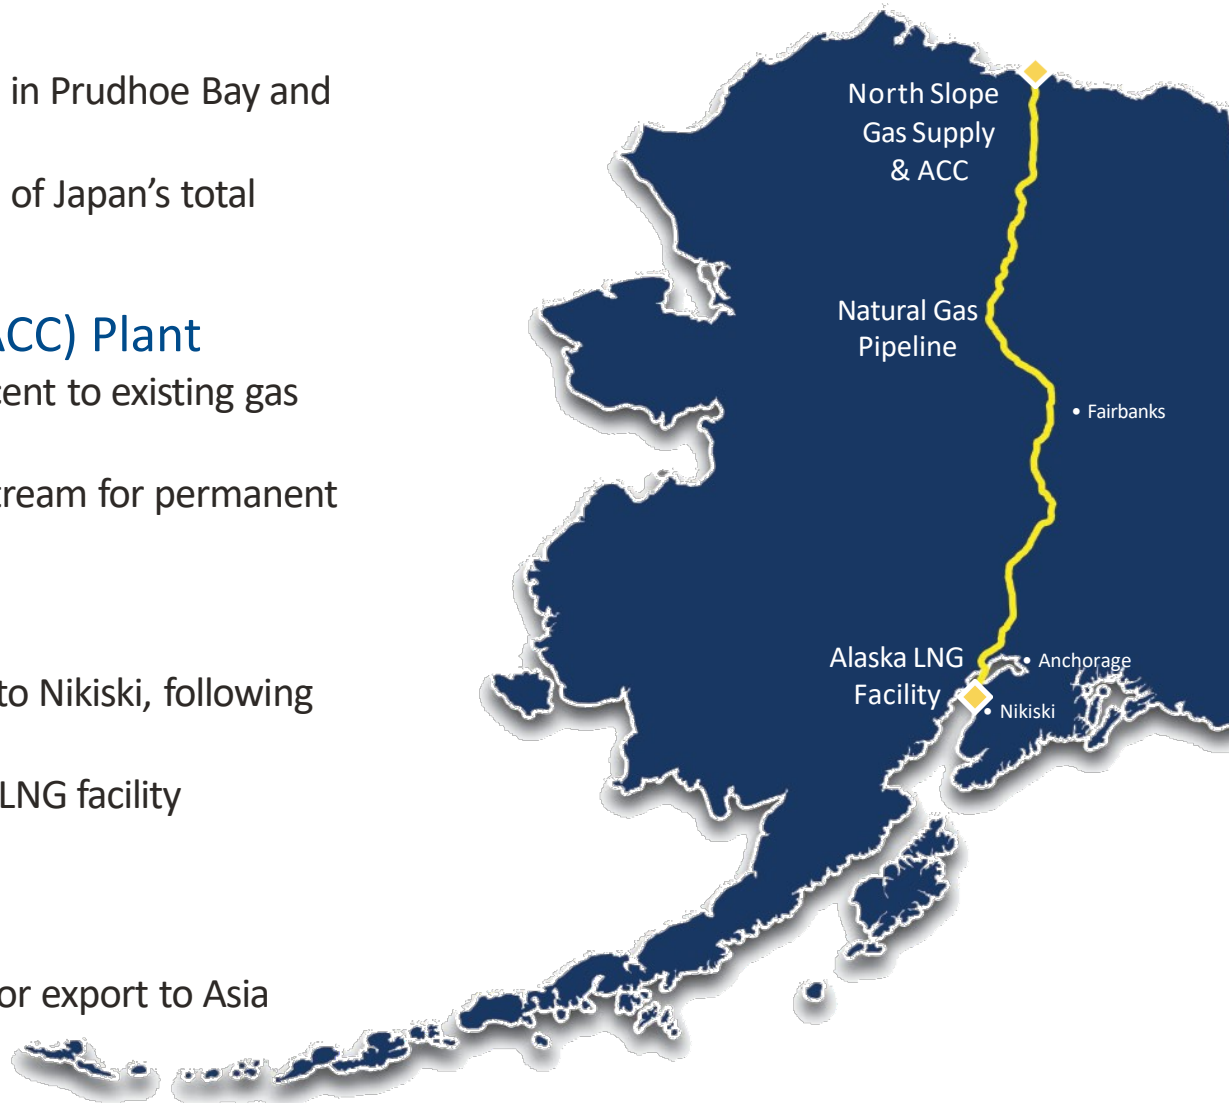 in Prudhoe Bay and
of Japan’s total
ACC) Plant
cent to existing gas
tream for permanent
to Nikiski, following
LNG facility
or export to Asia
North Slope
Gas Supply
& ACC
Natural Gas
Pipeline
• Fairbanks
Alaska LNG
Facility
• Anchorage
• Nikiski